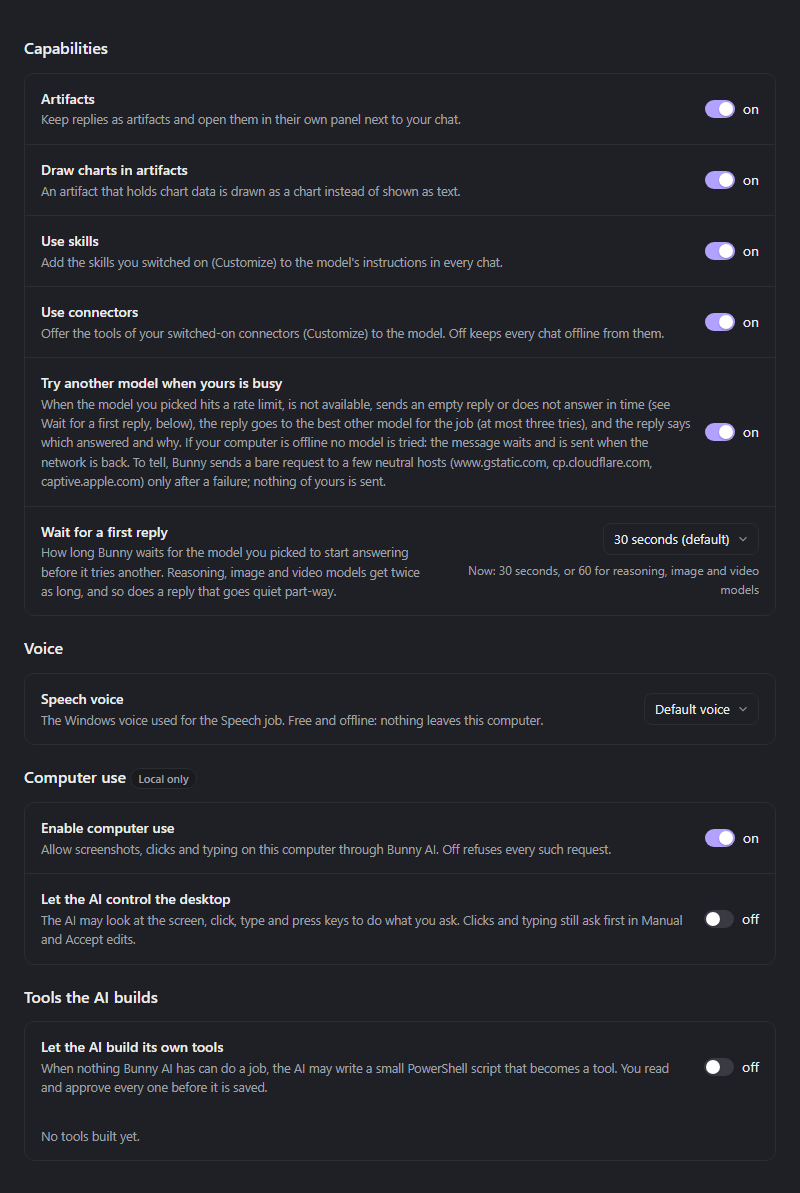 Capabilities
Artifacts
Keep replies as artifacts and open them in their own panel next to your chat.
on
Draw charts in artifacts
An artifact that holds chart data is drawn as a chart instead of shown as text.
on
Use skills
Add the skills you switched on (Customize) to the model's instructions in every chat.
on
Use connectors
Offer the tools of your switched-on connectors (Customize) to the model. Off keeps every chat offline from them.
on
Try another model when yours is busy
When the model you picked hits a rate limit, is not available, sends an empty reply or does not answer in time (see
Wait for a first reply, below), the reply goes to the best other model for the job (at most three tries), and the reply says
which answered and why. If your computer is offline no model is tried: the message waits and is sent when the
network is back. To tell, Bunny sends a bare request to a few neutral hosts (www.gstatic.com, cp.cloudflare.com,
captive.apple.com) only after a failure; nothing of yours is sent.
on
Wait for a first reply
How long Bunny waits for the model you picked to start answering
before it tries another. Reasoning, image and video models get twice
as long, and so does a reply that goes quiet part-way.
30 seconds (default)
Now: 30 seconds, or 60 for reasoning, image and video
models
Voice
Speech voice
The Windows voice used for the Speech job. Free and offline: nothing leaves this computer.
Default voice
Computer use Local only
Enable computer use
Allow screenshots, clicks and typing on this computer through Bunny AI. Off refuses every such request.
on
Let the AI control the desktop
The AI may look at the screen, click, type and press keys to do what you ask. Clicks and typing still ask first in Manual
and Accept edits.
off
Tools the AI builds
Let the AI build its own tools
When nothing Bunny AI has can do a job, the AI may write a small PowerShell script that becomes a tool. You read
and approve every one before it is saved.
off
No tools built yet.